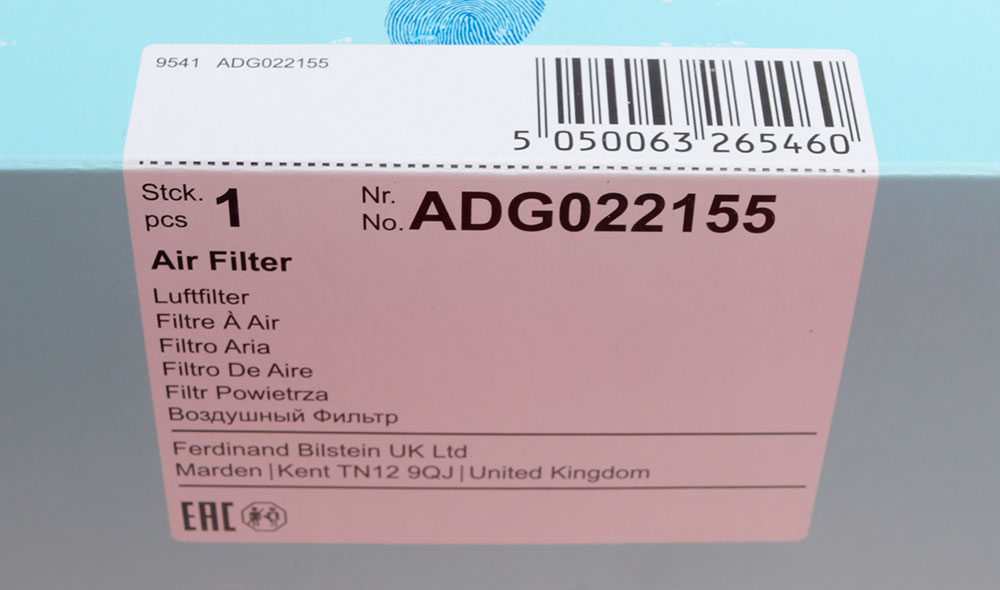 9541 ADG022155
5 050063 265460
Stck. 1
pcs
Nr. ADG022155
No.
Air Filter
Luftfilter
Filtre À Air
Filtro Aria
Filtro De Aire
Filtr Powietrza
Воздушный Фильтр
Ferdinand Bilstein UK Ltd
Marden | Kent TN12 9QJ | United Kingdom
EAC